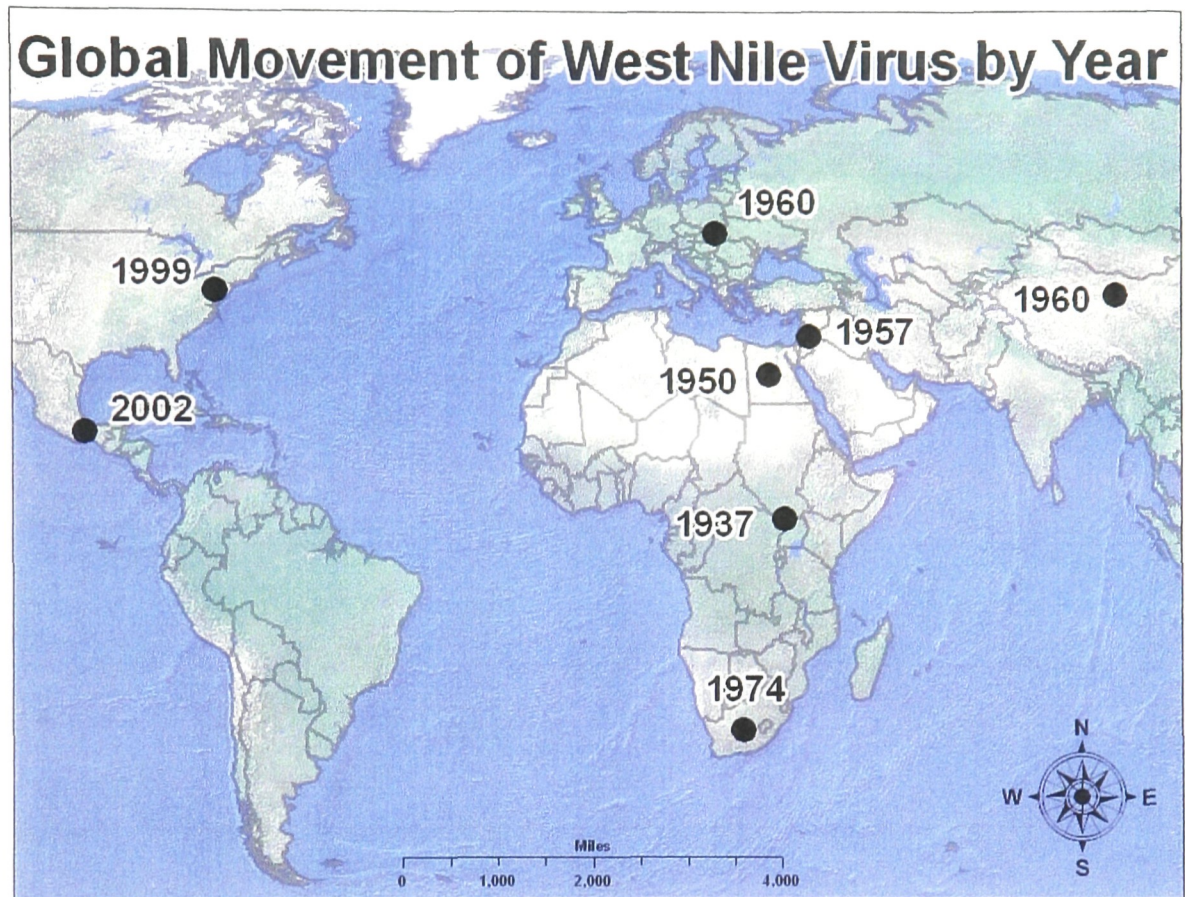 Global Movement of West Nile Virus by Year
1960
1999
1960
1957
1950
2002
1937
1974
N
W E
S
Miles
0 1,000 2,000 4,000